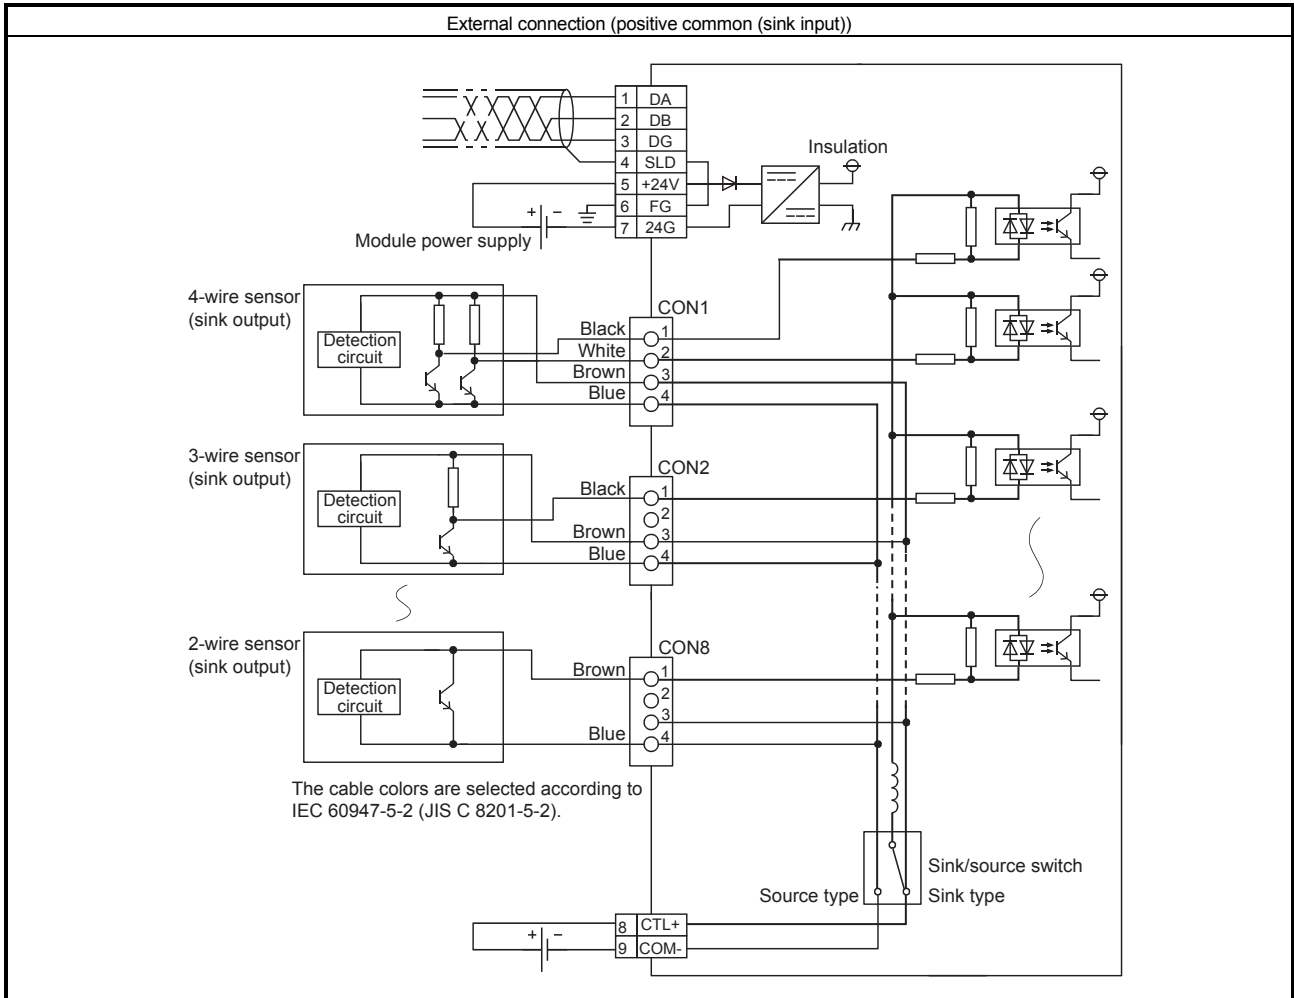 External connection (positive common (sink input))
1 DA
2 DB
3 DG
4 SLD
5 +24V
6 FG
7 24G
Insulation
+ −
Module power supply
4-wire sensor
(sink output)
Detection
circuit
CON1
Black 1
White 2
Brown 3
Blue 4
3-wire sensor
(sink output)
Detection
circuit
CON2
Black 1
2
Brown 3
Blue 4
2-wire sensor
(sink output)
Detection
circuit
CON8
Brown 1
2
3
Blue 4
The cable colors are selected according to
IEC 60947-5-2 (JIS C 8201-5-2).
Sink/source switch
Source type
Sink type
+ −
8 CTL+
9 COM-